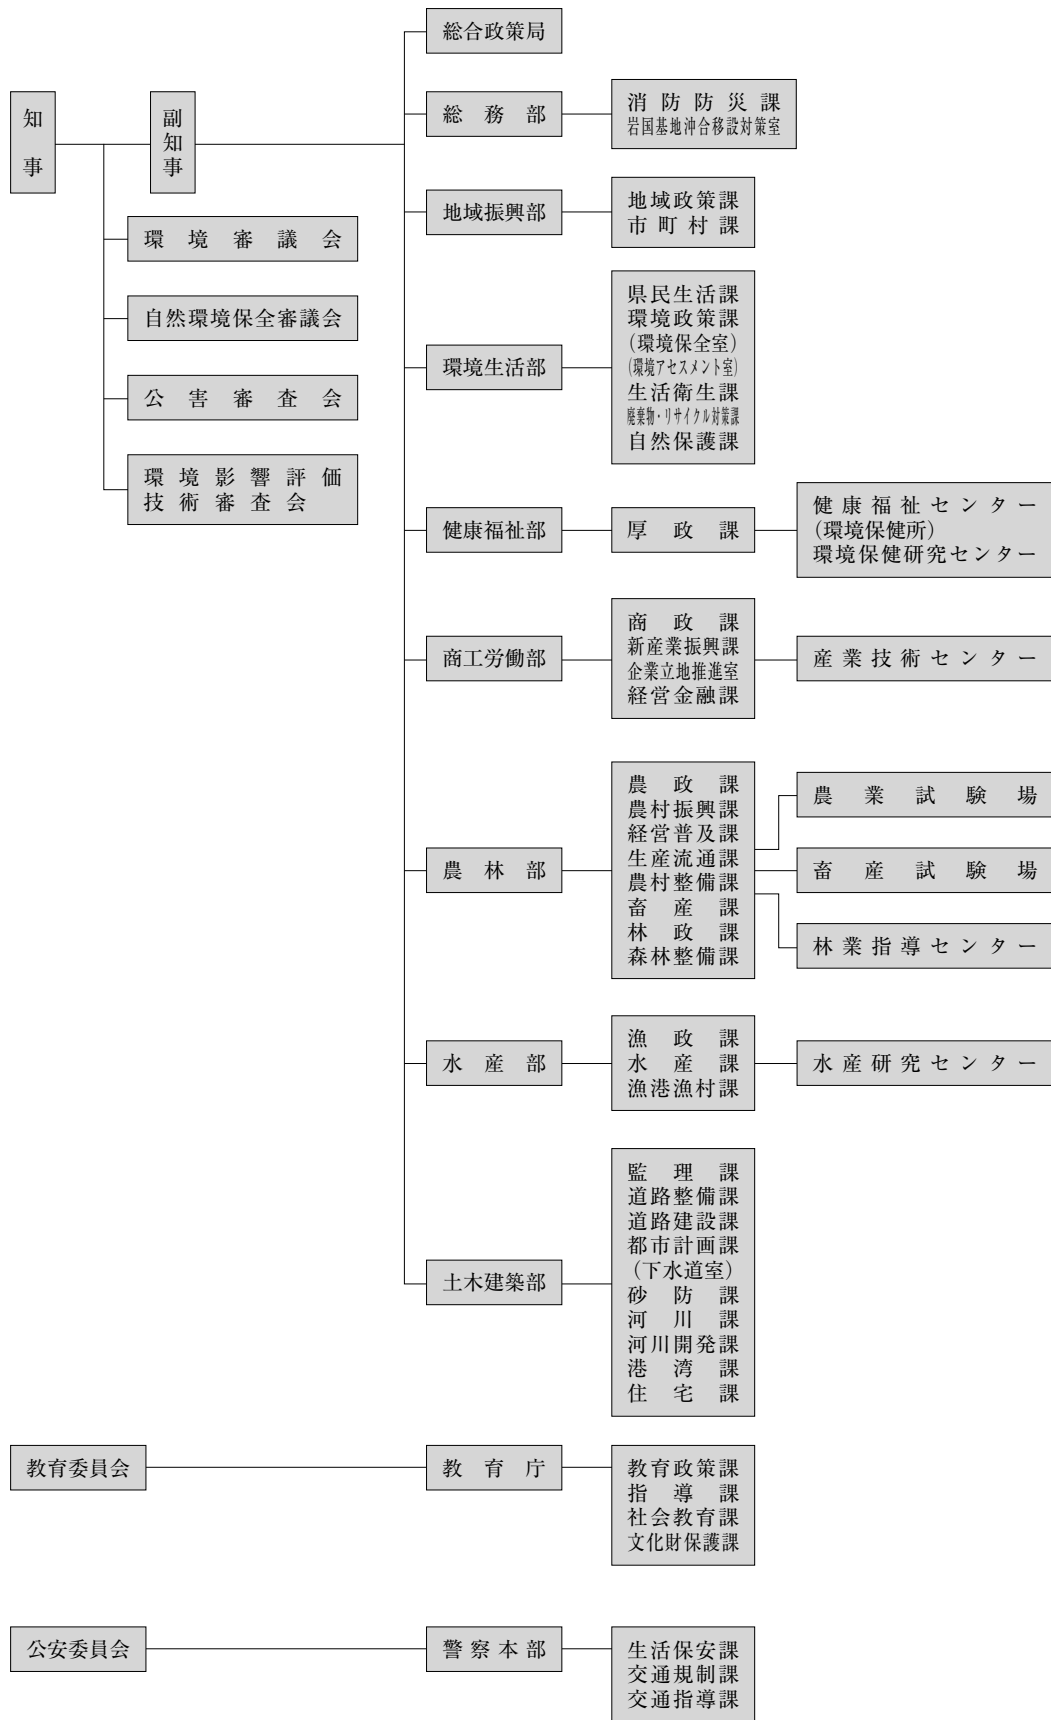 総合政策局
知事
副知事
総務部
消防防災課
岩国基地沖合移設対策室
環境審議会
自然環境保全審議会
公害審査会
環境影響評価
技術審査会
地域振興部
地域政策課
市町村課
環境生活部
県民生活課
環境政策課
(環境保全室)
(環境アセスメント室)
生活衛生課
廃棄物・リサイクル対策課
自然保護課
健康福祉部
厚政課
健康福祉センター
(環境保健所)
環境保健研究センター
商工労働部
商政課
新産業振興課
企業立地推進室
経営金融課
産業技術センター
農林部
農政課
農村振興課
経営普及課
生産流通課
農村整備課
畜産課
林政課
森林整備課
農業試験場
畜産試験場
林業指導センター
水産部
漁政課
水産課
漁港漁村課
水産研究センター
土木建築部
監理課
道路整備課
道路建設課
都市計画課
(下水道室)
砂防課
河川課
河川開発課
港湾課
住宅課
教育委員会
教育庁
教育政策課
指導課
社会教育課
文化財保護課
公安委員会
警察本部
生活保安課
交通規制課
交通指導課